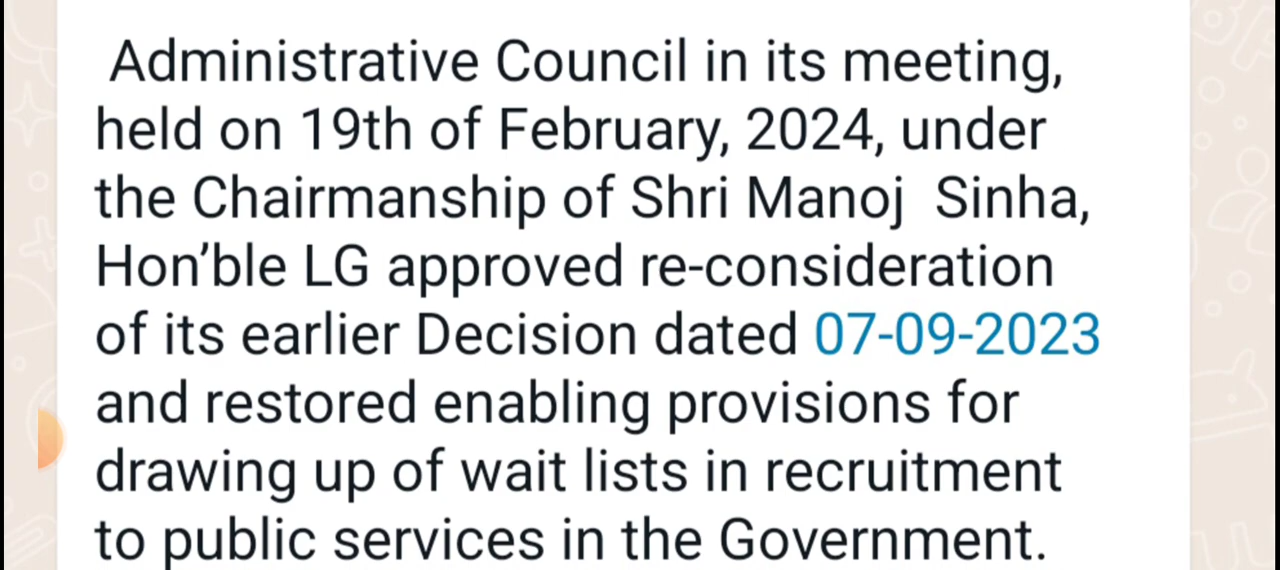 Administrative Council in its meeting,
held on 19th of February, 2024, under
the Chairmanship of Shri Manoj  Sinha,
Hon’ble LG approved re-consideration
of its earlier Decision dated 07-09-2023
and restored enabling provisions for
drawing up of wait lists in recruitment
to public services in the Government.